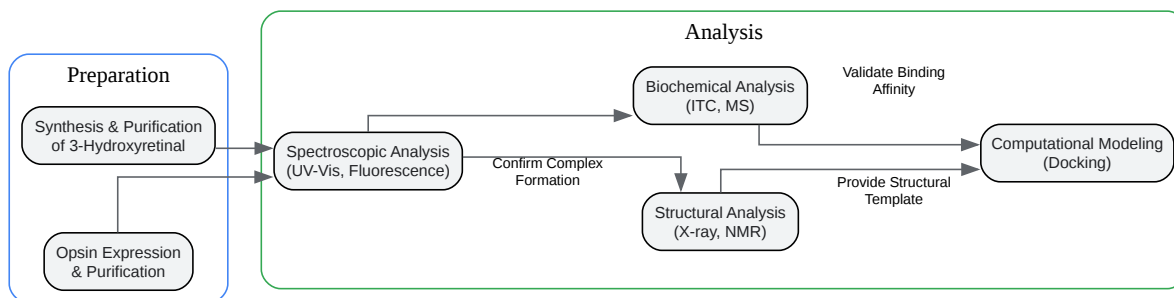 Preparation
Synthesis & Purification
of 3-Hydroxyretinal
Opsin Expression
& Purification
Analysis
Spectroscopic Analysis
(UV-Vis, Fluorescence)
Confirm Complex
Formation
Biochemical Analysis
(ITC, MS)
Structural Analysis
(X-ray, NMR)
Validate Binding
Affinity
Provide Structural
Template
Computational Modeling
(Docking)